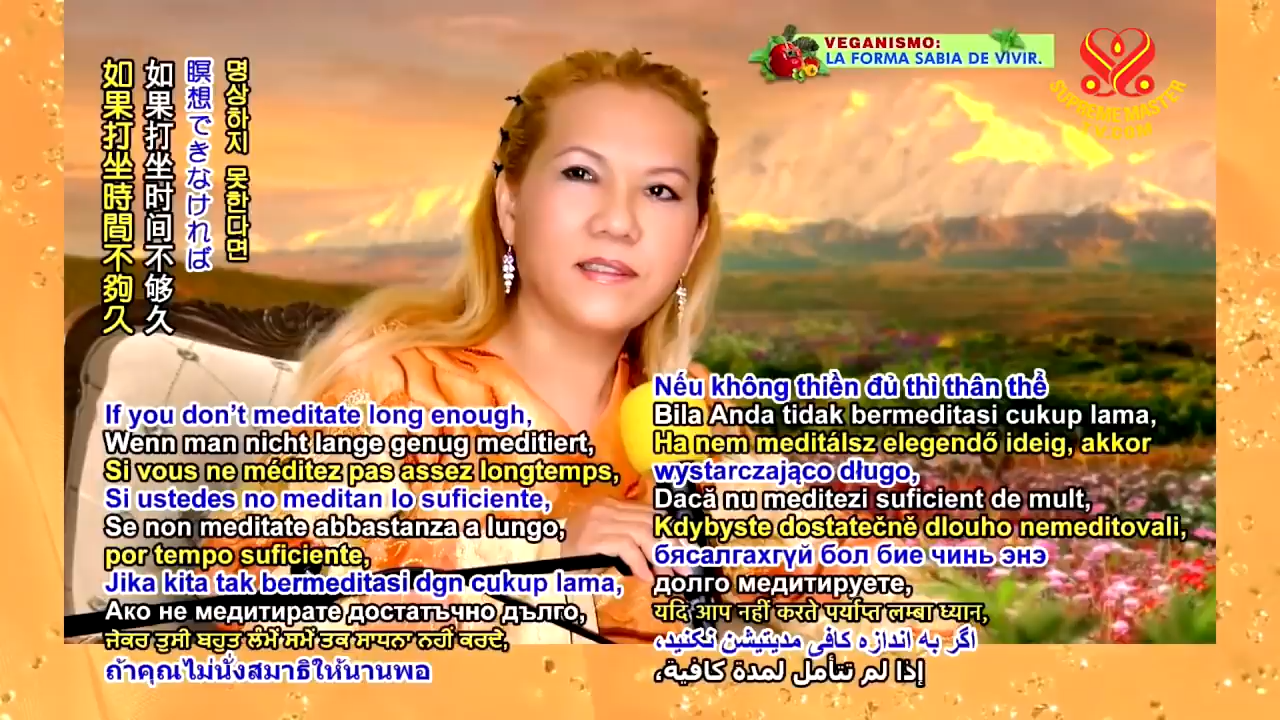 VEGANISMO:
LA FORMA SABIA DE VIVIR.
SUPREME MASTER
TV.COM
명상하지 못한다면
瞑想できなければ
如果打坐时间不够久
如果打坐時間不夠久
If you don’t meditate long enough,
Wenn man nicht lange genug meditiert,
Si vous ne méditez pas assez longtemps,
Si ustedes no meditan lo suficiente,
Se non meditate abbastanza a lungo,
por tempo suficiente,
Jika kita tak bermeditasi dgn cukup lama,
Ако не медитирате достатъчно дълго,
ਜੇਕਰ ਤੁਸੀ ਬਹੁਤ ਲੰਮੇਂ ਸਮੇਂ ਤਕ ਸਾਧਨਾ ਨਹੀਂ ਕਰਦੇ,
ถ้าคุณไม่นั่งสมาธิให้นานพอ
Nếu không thiền đủ thì thân thể
Bila Anda tidak bermeditasi cukup lama,
Ha nem meditálsz elegendő ideig, akkor
wystarczająco długo,
Dacă nu meditezi suficient de mult,
Kdybyste dostatečně dlouho nemeditovali,
бясалгахгүй бол бие чинь энэ
долго медитируете,
यदि आप नहीं करते पर्याप्त लम्बा ध्यान,
اگر به اندازه کافی مدیتیشن نکنید،
إذا لم تتأمل لمدة كافية،